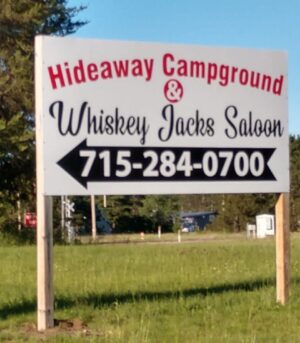 Hideaway Campground
&
Whiskey Jacks Saloon
715-284-0700